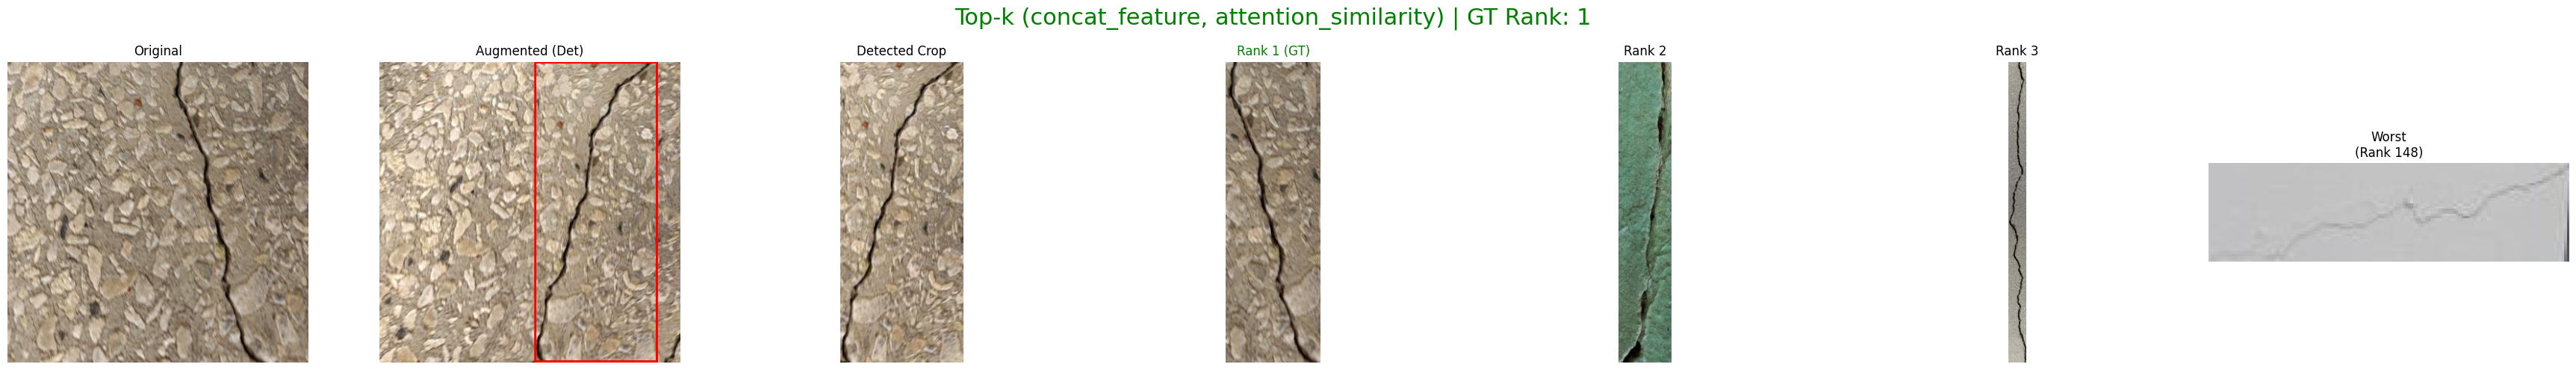 Top-k (concat_feature, attention_similarity) | GT Rank: 1
Original
Augmented (Det)
Detected Crop
Rank 1 (GT)
Rank 2
Rank 3
Worst
(Rank 148)